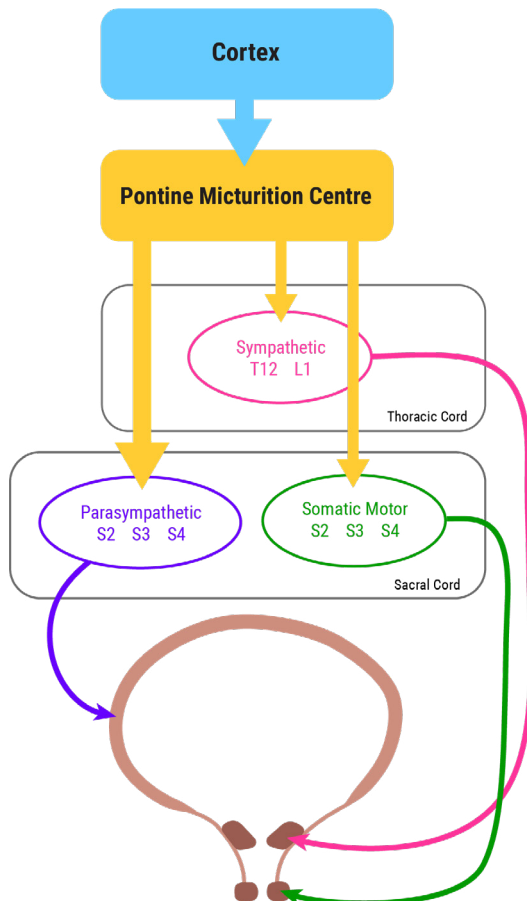 Cortex
Pontine Micturition Centre
Sympathetic
T12 L1
Thoracic Cord
Parasympathetic
S2 S3 S4
Somatic Motor
S2 S3 S4
Sacral Cord